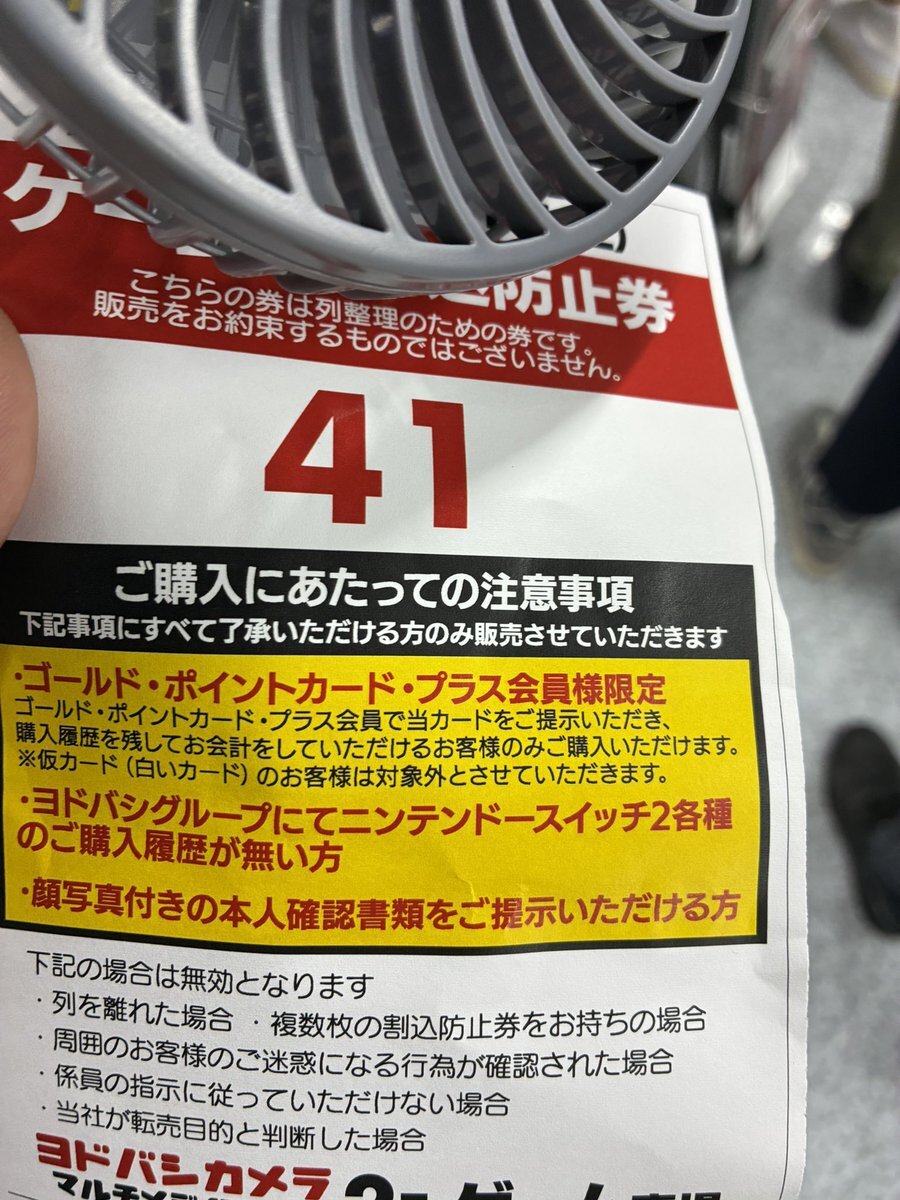 防止券
こちらの券は列整理のための券です。
販売をお約束するものではございません。
41
ご購入にあたっての注意事項
下記事項にすべて了承いただける方のみ販売させていただきます
・ゴールド・ポイントカード・プラス会員様限定
ゴールド・ポイントカード・プラス会員で当カードをご提示いただき、
購入履歴を残してお会計をしていただけるお客様のみご購入いただけます。
※仮カード（白いカード）のお客様は対象外とさせていただきます。
・ヨドバシグループにてニンテンドースイッチ2各種
のご購入履歴が無い方
・顔写真付きの本人確認書類をご提示いただける方
下記の場合は無効となります
・列を離れた場合 ・複数枚の割込防止券をお持ちの場合
・周囲のお客様のご迷惑になる行為が確認された場合
・係員の指示に従っていただけない場合
・当社が転売目的と判断した場合
ヨドバシカメラ
マルチメディ